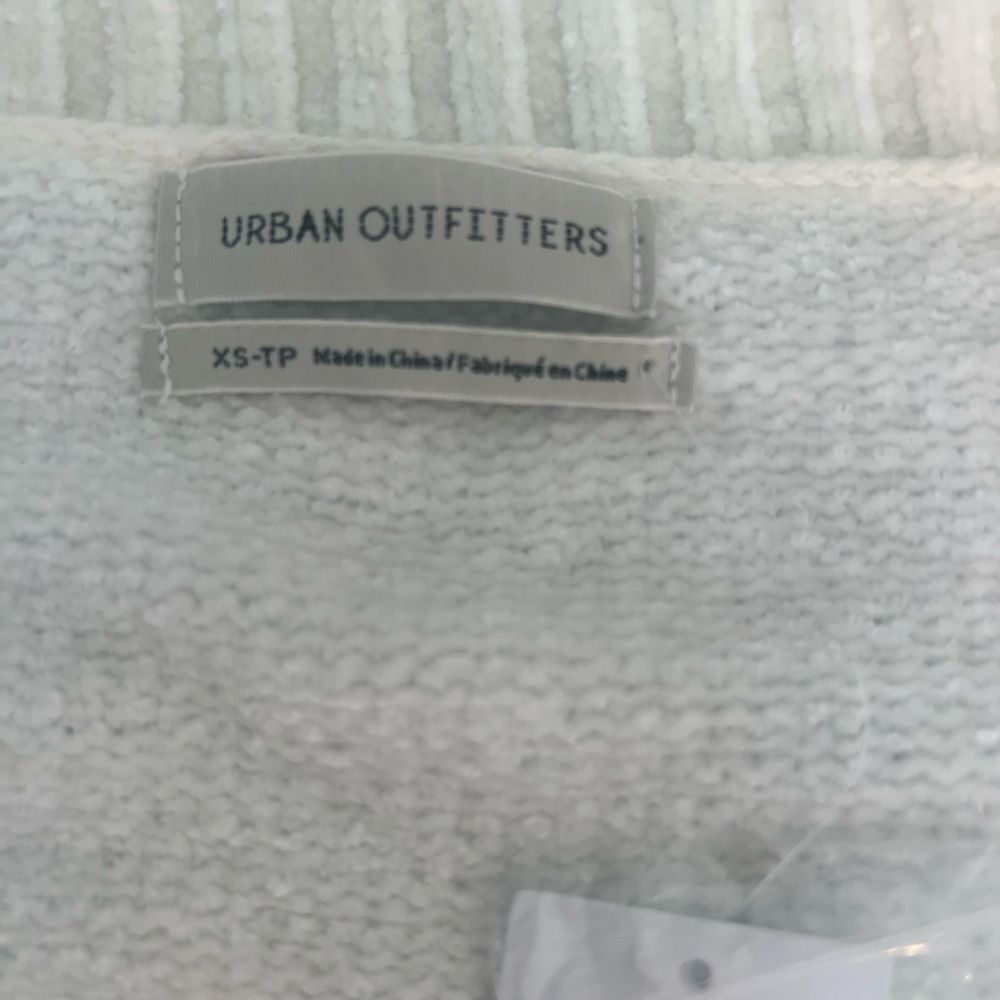 URBAN OUTFITTERS
XS-TP Made in China / Fabriqué en Chine